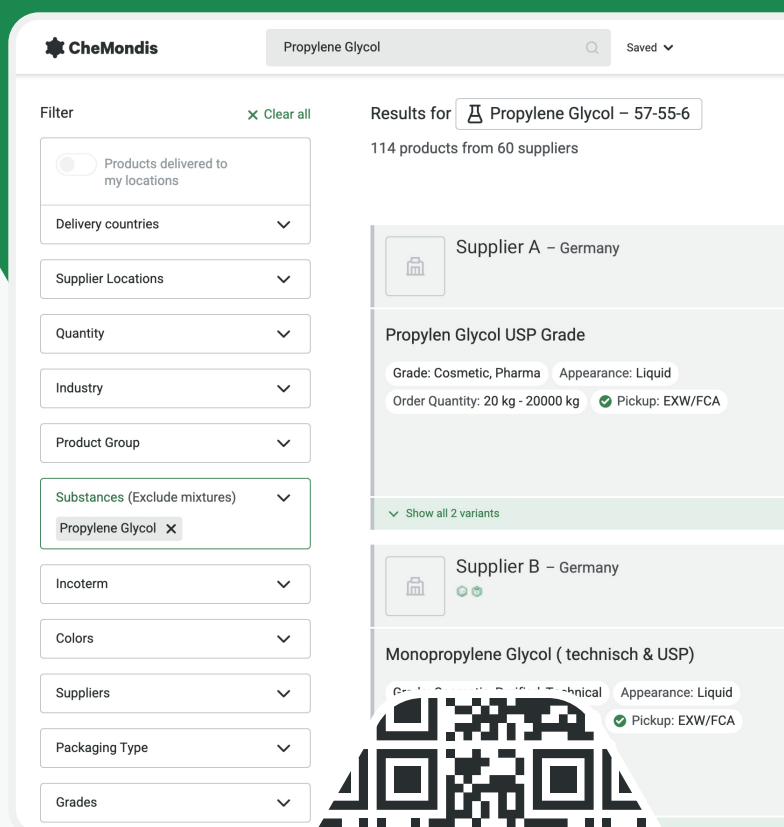 CheMondis
Propylene Glycol
Saved
Filter
Clear all
Products delivered to
my locations
Delivery countries
Supplier Locations
Quantity
Industry
Product Group
Substances (Exclude mixtures)
Propylene Glycol
Incoterm
Colors
Suppliers
Packaging Type
Grades
Results for Propylene Glycol – 57-55-6
114 products from 60 suppliers
Supplier A – Germany
Propylen Glycol USP Grade
Grade: Cosmetic, Pharma Appearance: Liquid
Order Quantity: 20 kg - 20000 kg Pickup: EXW/FCA
Show all 2 variants
Supplier B – Germany
Monopropylene Glycol ( technisch & USP)
Grade: Cosmetic, Purified, Technical Appearance: Liquid
Pickup: EXW/FCA